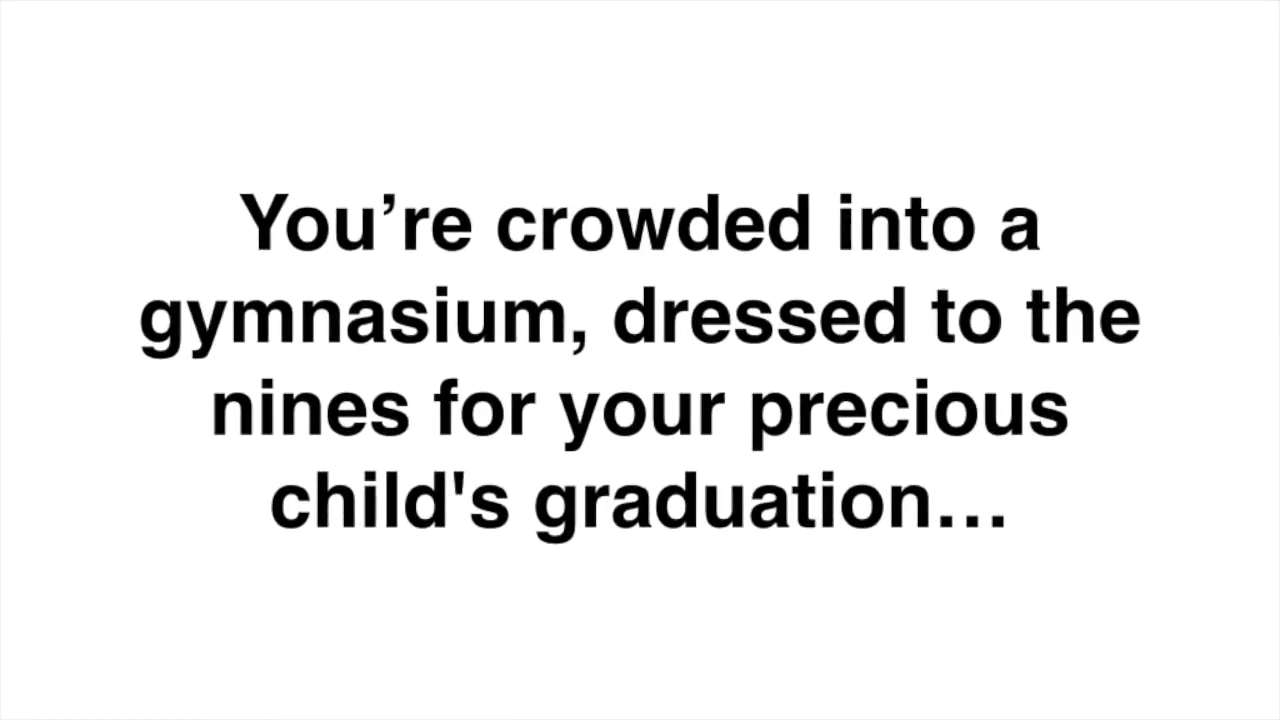 You’re crowded into a
gymnasium, dressed to the
nines for your precious
child's graduation…